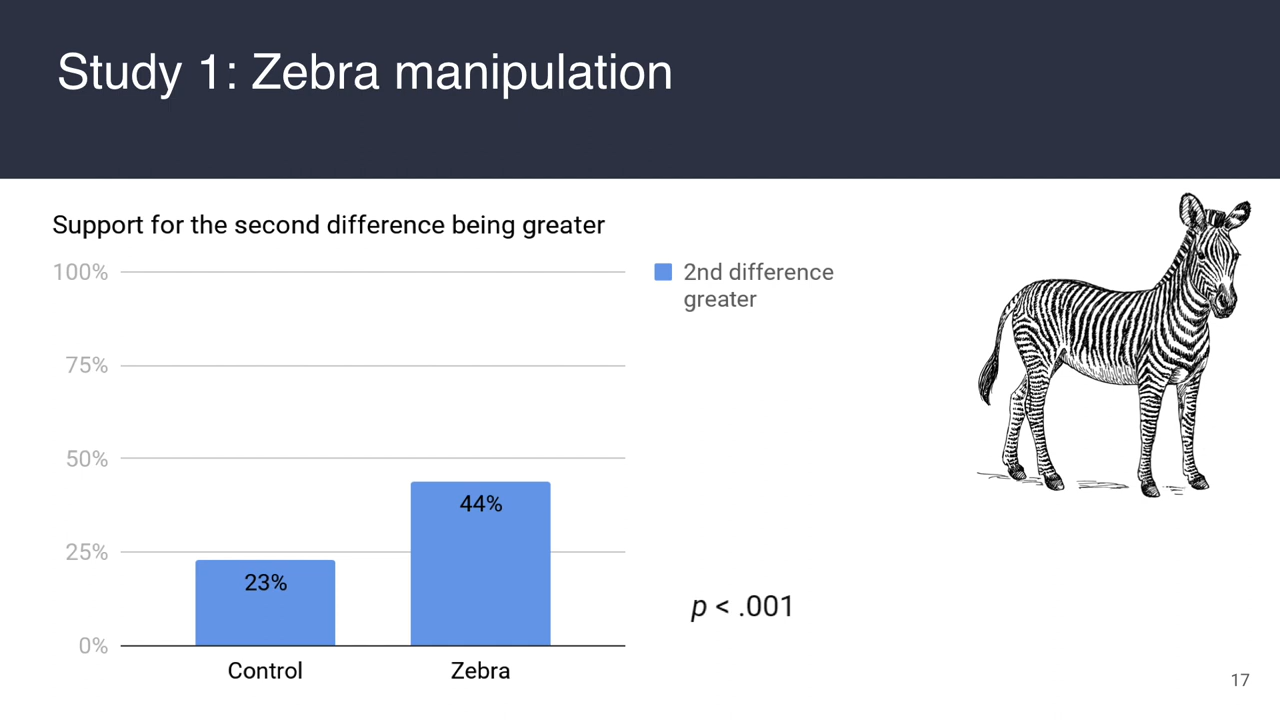 Study 1: Zebra manipulation
Support for the second difference being greater
100%
75%
50%
25%
0%
23%
44%
Control
Zebra
2nd difference
greater
p < .001
17